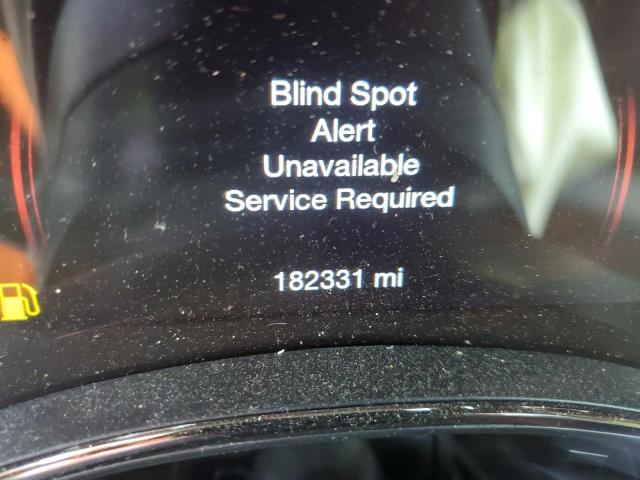 Blind Spot
Alert
Unavailable
Service Required
182331 mi